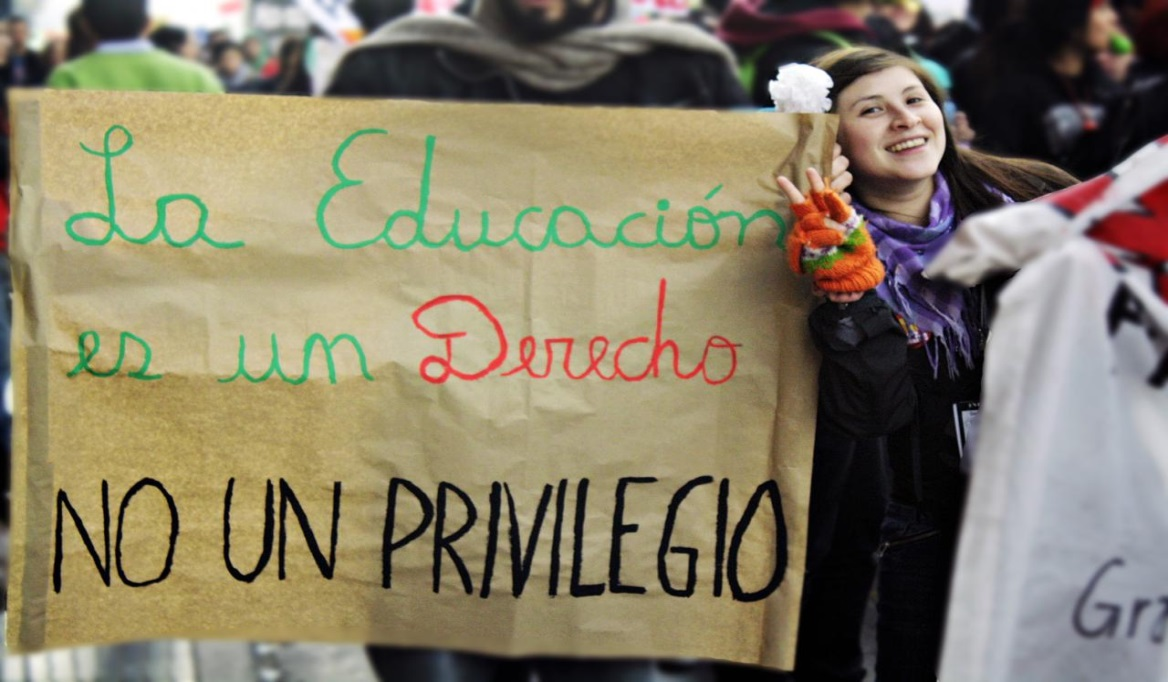 La Educación
es un Derecho
NO UN PRIVILEGIO